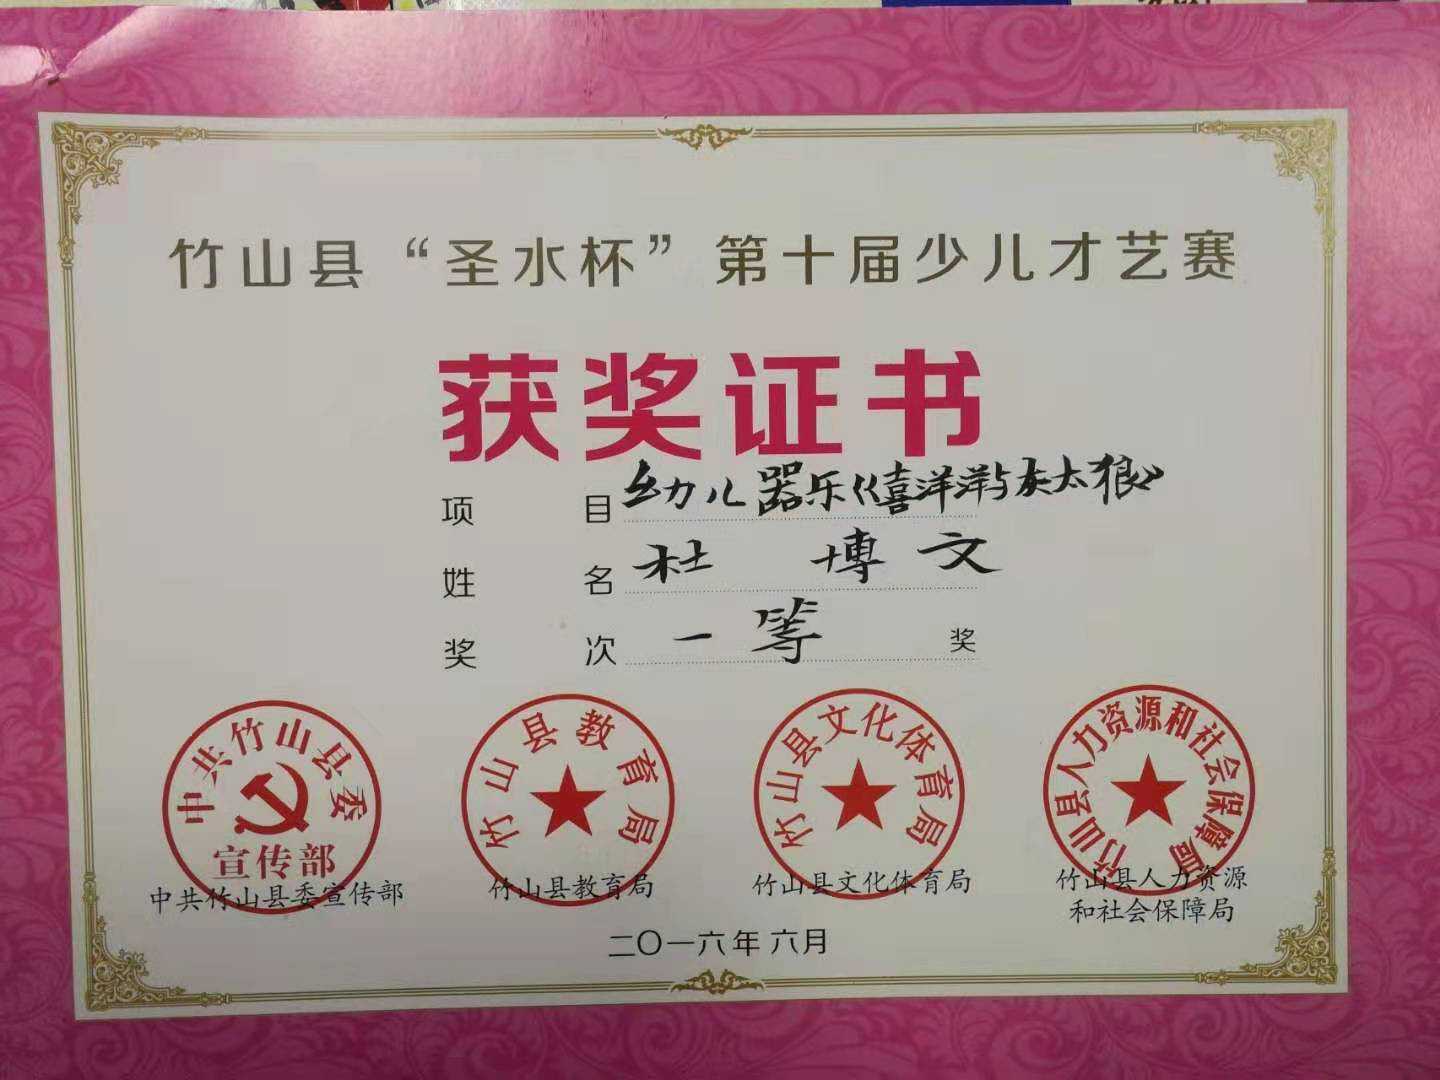 竹山县“圣水杯”第十届少儿才艺赛
获奖证书
项 目 幼儿器乐《喜洋洋与灰太狼》
姓 名 杜 博 文
奖 次 一 等 奖
中共竹山县委
宣传部
竹山县教育局
竹山县文化体育局
竹山县人力资源和社会保障局
中共竹山县委宣传部
竹山县教育局
竹山县文化体育局
竹山县人力资源
和社会保障局
二〇一六年 六月